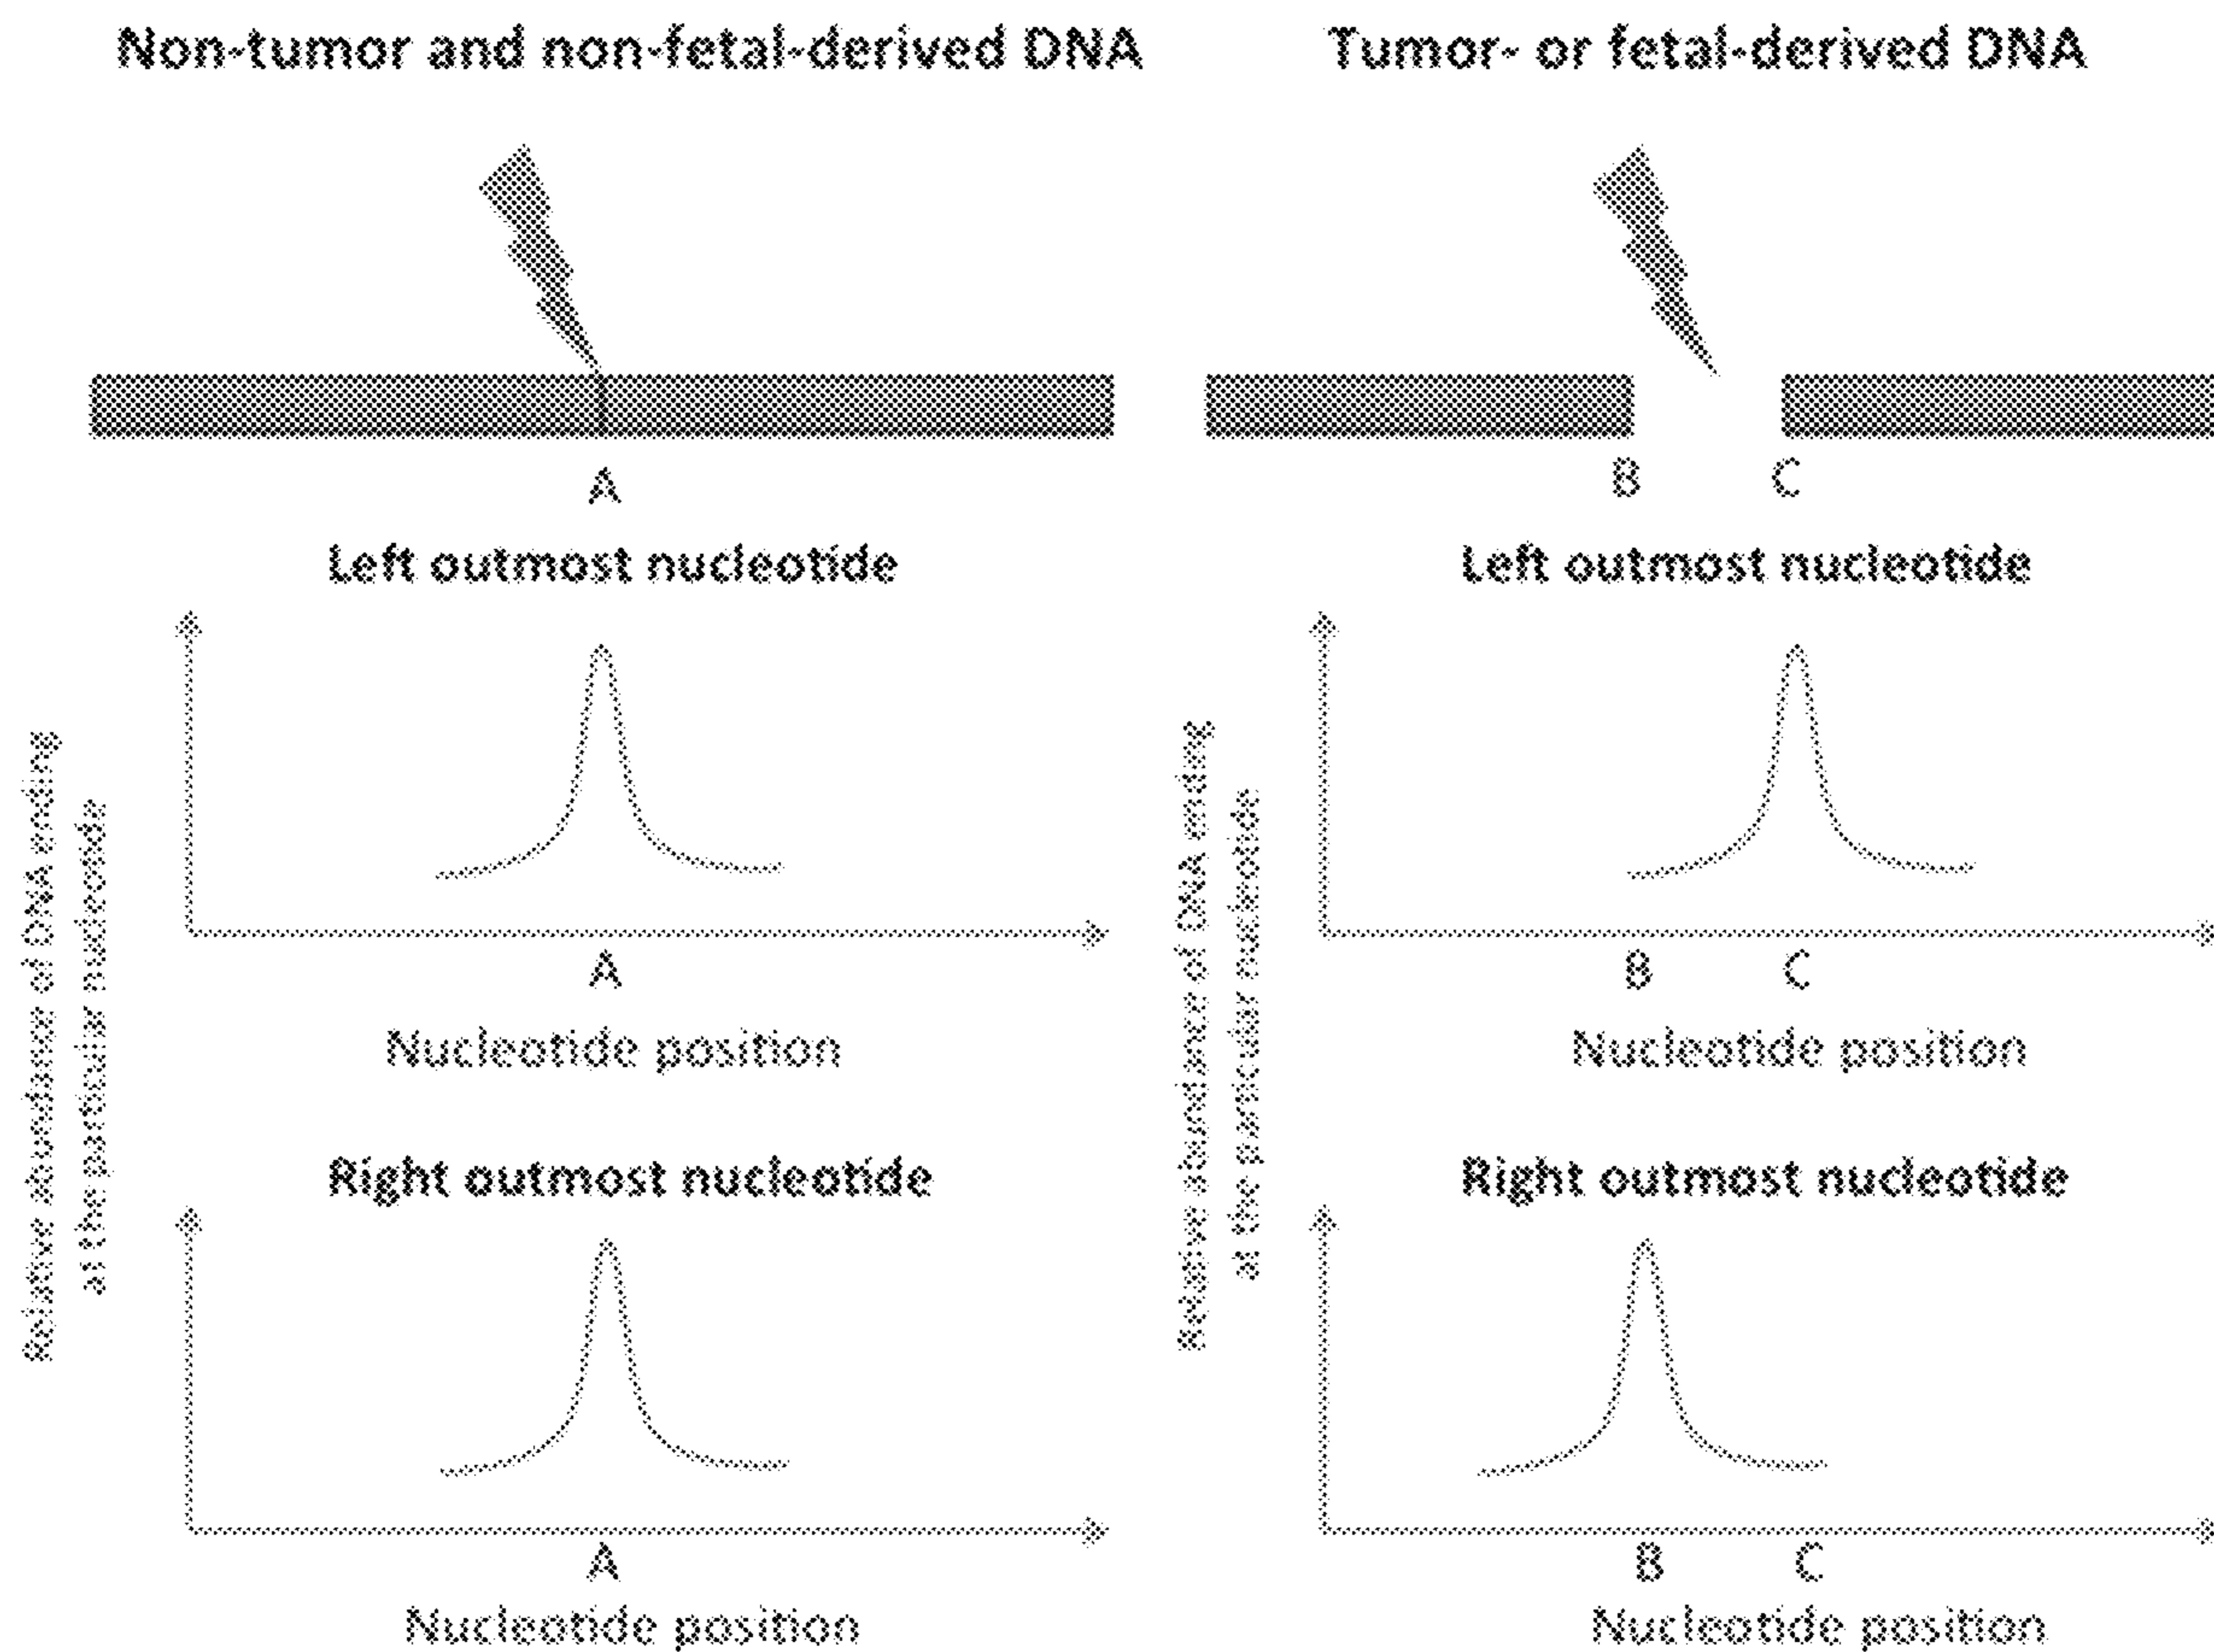 Non-tumor and non-fetal-derived DNA
A
Left outmost nucleotide
Relative abundance of DNA ending
at the particular nucleotide
A
Nucleotide position
Right outmost nucleotide
A
Nucleotide position
Tumor- or fetal-derived DNA
B C
Left outmost nucleotide
Relative abundance of DNA ending
at the particular nucleotide
B C
Nucleotide position
Right outmost nucleotide
B C
Nucleotide position